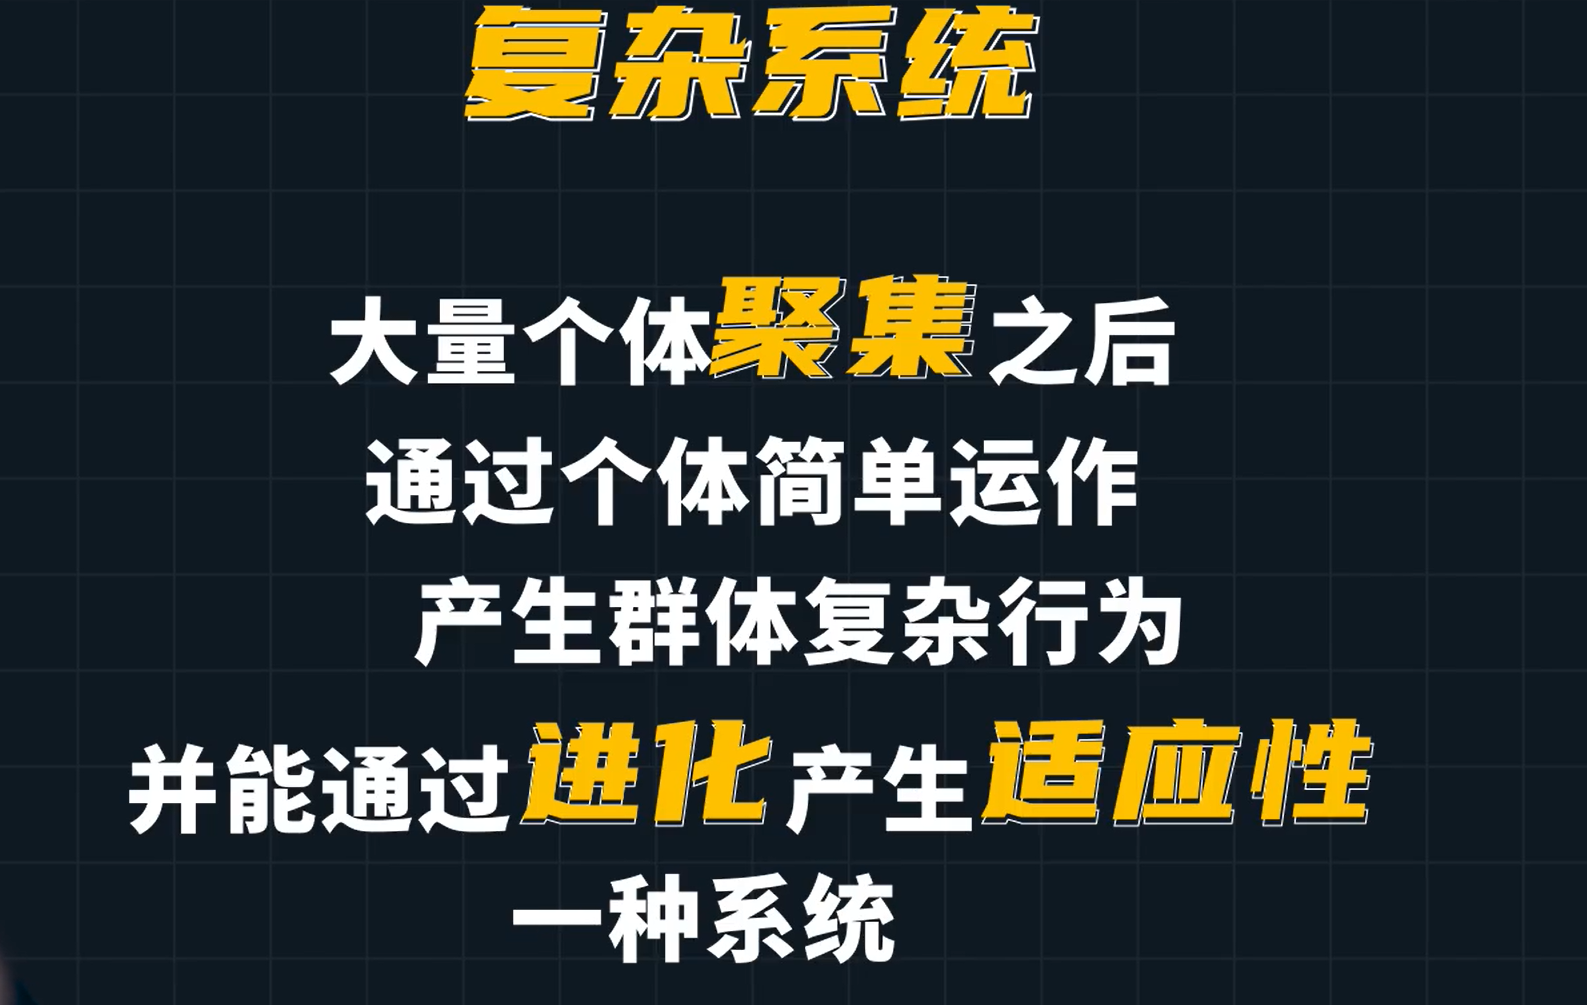 复杂系统
大量个体聚集之后
通过个体简单运作
产生群体复杂行为
并能通过进化产生适应性
一种系统